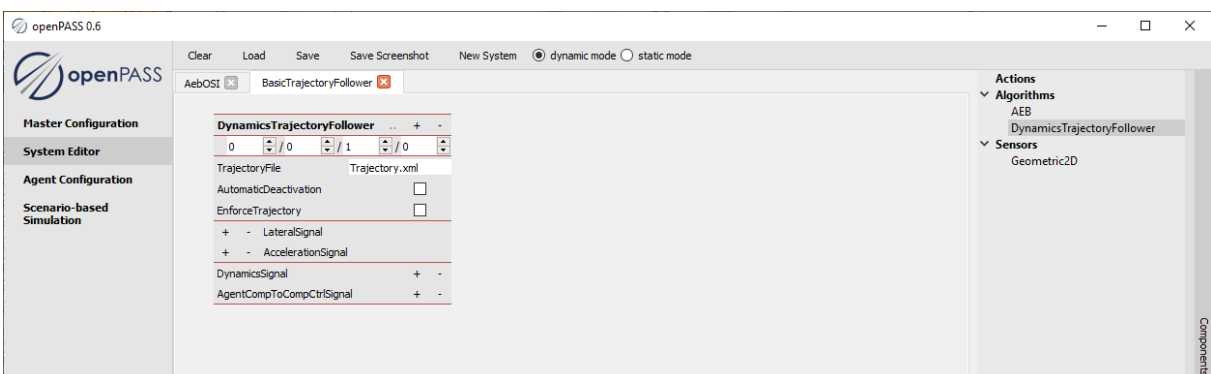 openPASS 0.6
openPASS
Master Configuration
System Editor
Agent Configuration
Scenario-based
Simulation
Clear Load Save Save Screenshot New System dynamic mode static mode
AebOSI BasicTrajectoryFollower
DynamicsTrajectoryFollower .. + -
0 / 0 / 1 / 0
TrajectoryFile Trajectory.xml
AutomaticDeactivation
EnforceTrajectory
+ - LateralSignal
+ - AccelerationSignal
DynamicsSignal + -
AgentCompToCompCtrlSignal + -
Actions
Algorithms
AEB
DynamicsTrajectoryFollower
Sensors
Geometric2D
Components